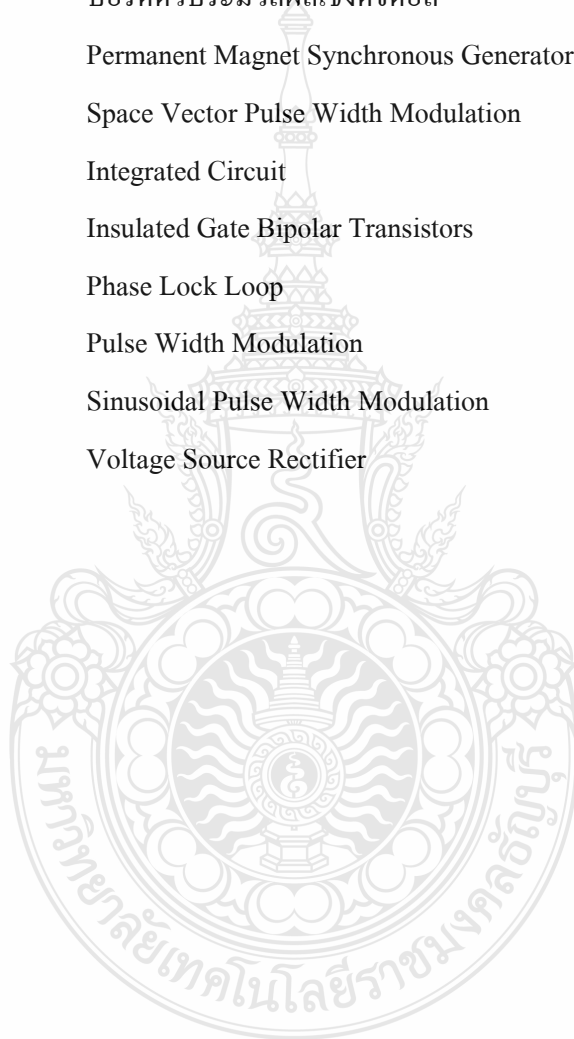 Permanent Magnet Synchronous Generator
Space Vector Pulse Width Modulation
Integrated Circuit
Insulated Gate Bipolar Transistors
Phase Lock Loop
Pulse Width Modulation
Sinusoidal Pulse Width Modulation
Voltage Source Rectifier
มหาวิทยาลัยเทคโนโลยีราชมงคลธัญบุรี